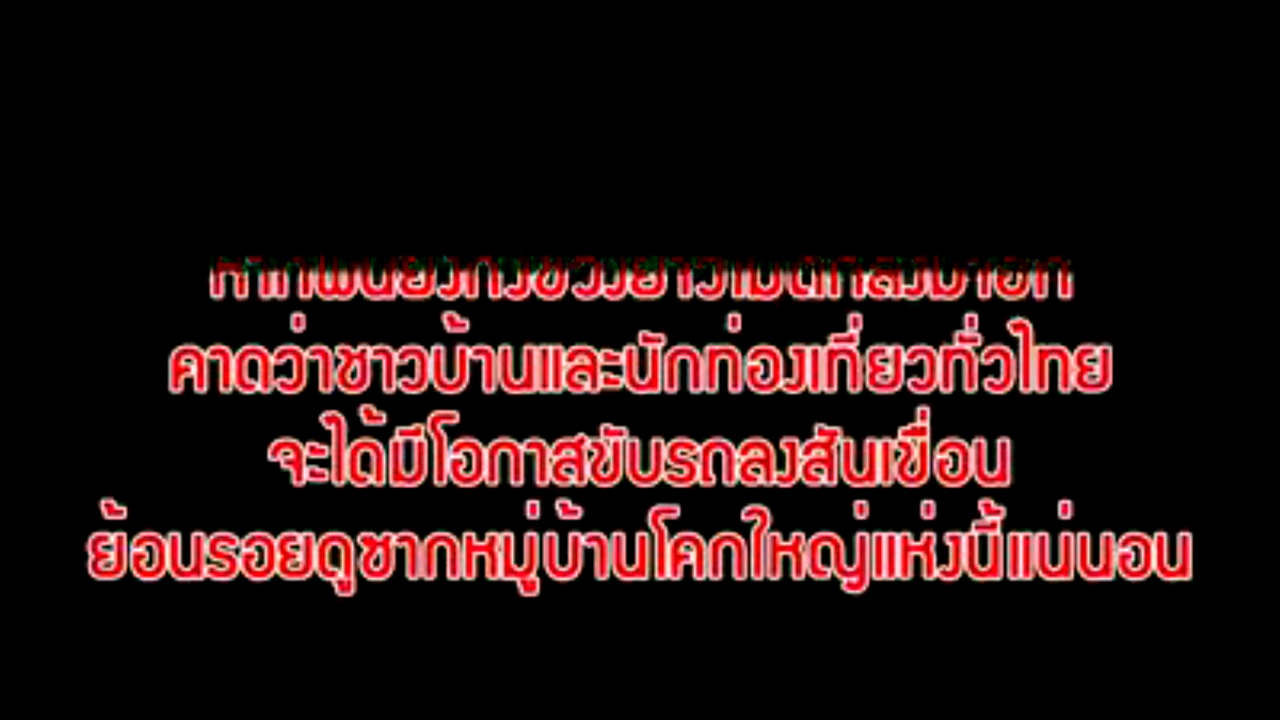 คาดว่าชาวบ้านและนักท่องเที่ยวทั่วไทย
จะได้มีโอกาสขับรถลงสันเขื่อน
ย้อนรอยดูซากหมู่บ้านโคกใหญ่แห่งนี้แน่นอน